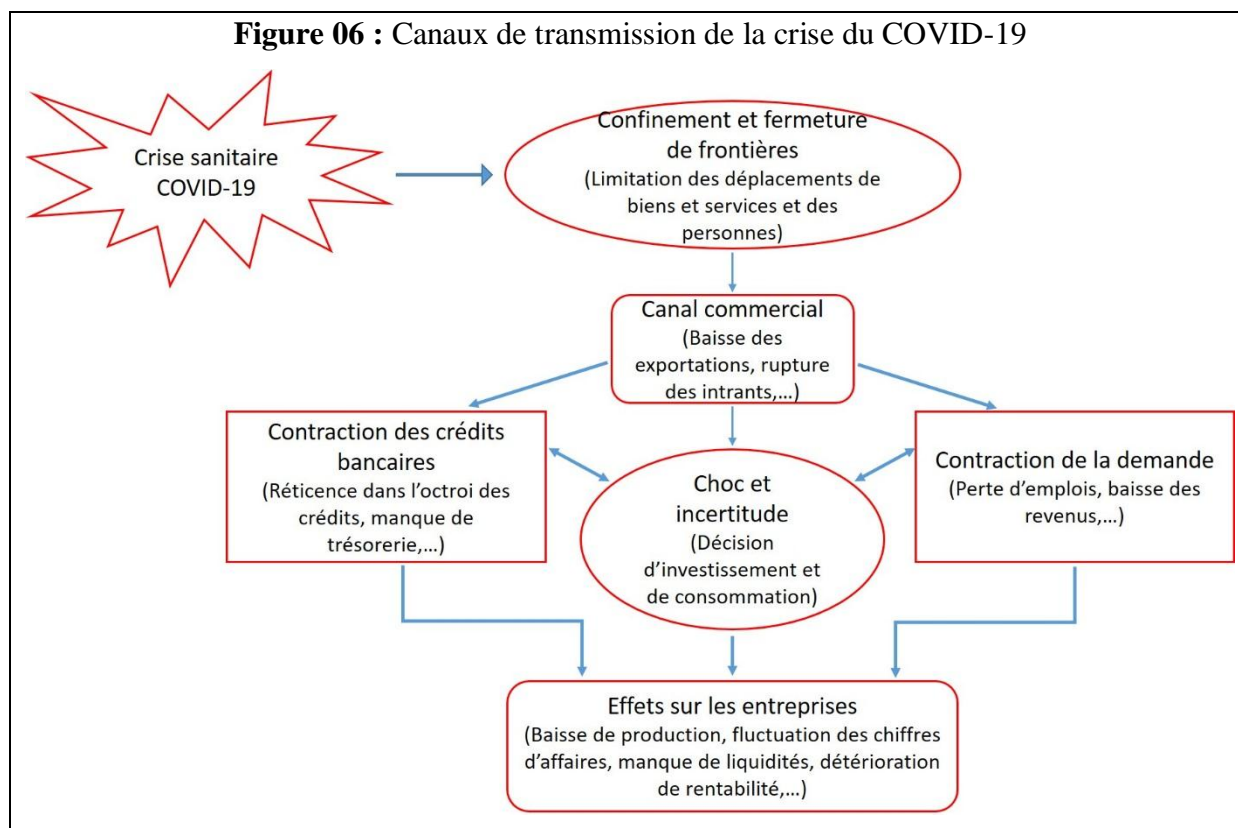 Figure 06 : Canaux de transmission de la crise du COVID-19
Crise sanitaire
COVID-19
Confinement et fermeture
de frontières
(Limitation des déplacements de
biens et services et des
personnes)
Canal commercial
(Baisse des
exportations, rupture
des intrants,...)
Contraction des crédits
bancaires
(Réticence dans l'octroi des
crédits, manque de
trésorerie,...)
Choc et
incertitude
(Décision
d'investissement et
de consommation)
Contraction de la demande
(Perte d'emplois, baisse des
revenus,...)
Effets sur les entreprises
(Baisse de production, fluctuation des chiffres
d'affaires, manque de liquidités, détérioration
de rentabilité,...)